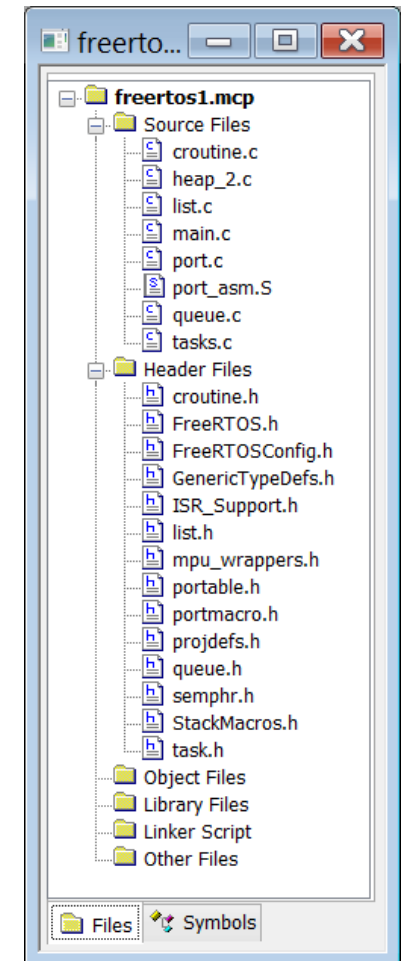 freerto...
freertos1.mcp
Source Files
croutine.c
heap_2.c
list.c
main.c
port.c
port_asm.S
queue.c
tasks.c
Header Files
croutine.h
FreeRTOS.h
FreeRTOSConfig.h
GenericTypeDefs.h
ISR_Support.h
list.h
mpu_wrappers.h
portable.h
portmacro.h
projdefs.h
queue.h
semphr.h
StackMacros.h
task.h
Object Files
Library Files
Linker Script
Other Files
Files Symbols